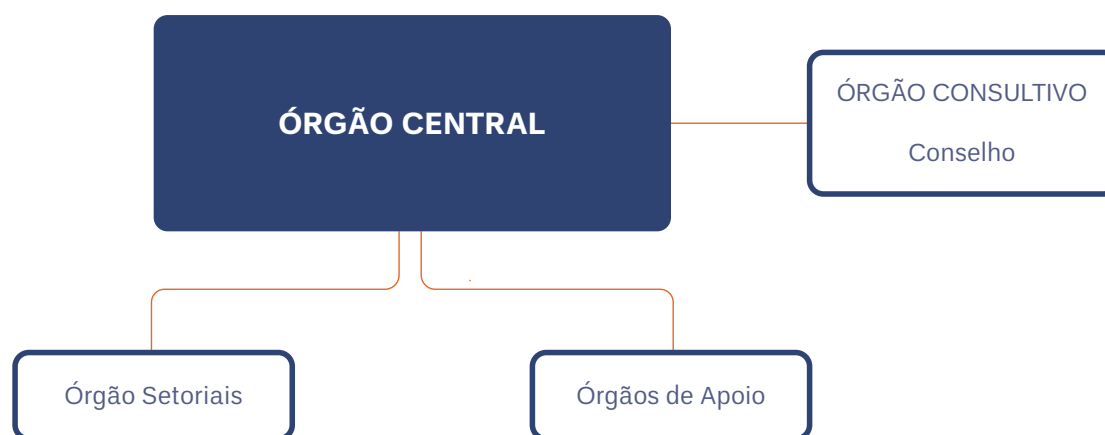 ÓRGÃO CENTRAL
ÓRGÃO CONSULTIVO
Conselho
Órgão Setoriais
Órgãos de Apoio